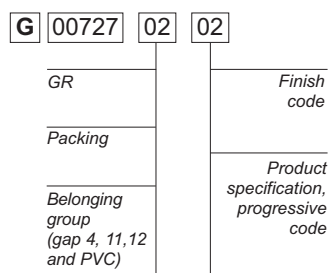 G 00727 02 02
GR
Packing
Belonging
group
(gap 4, 11,12
and PVC)
Finish
code
Product
specification,
progressive
code